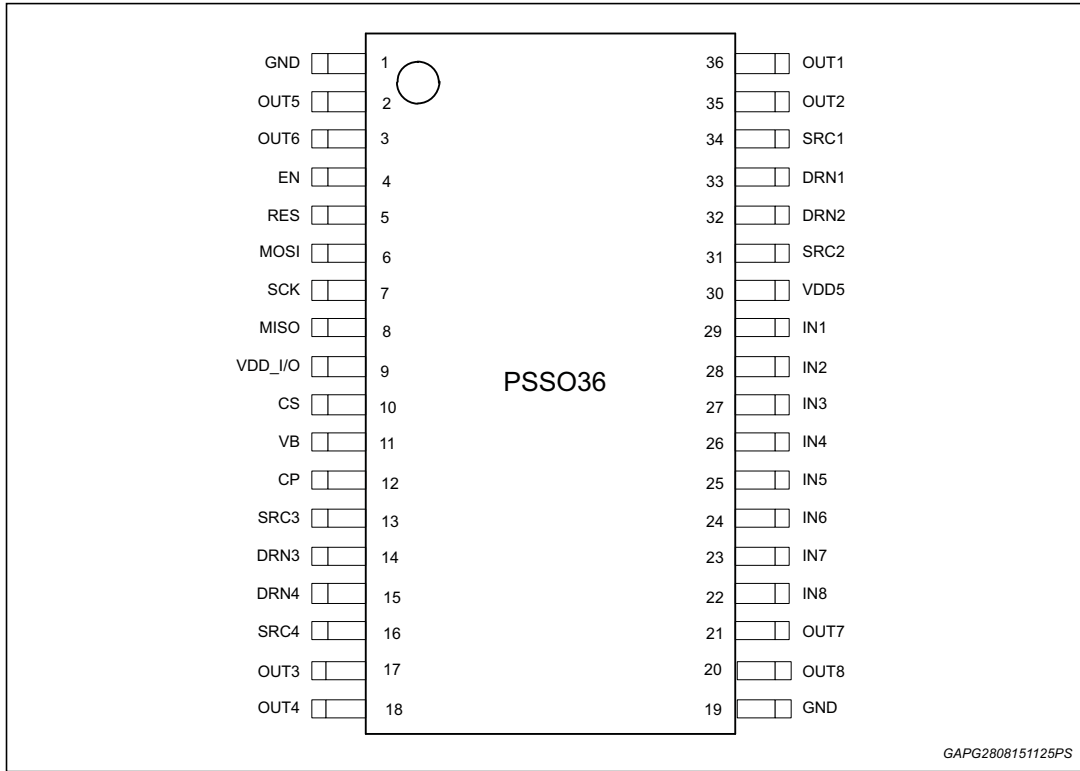 GND 1 36 OUT1
OUT5 2 35 OUT2
OUT6 3 34 SRC1
EN 4 33 DRN1
RES 5 32 DRN2
MOSI 6 31 SRC2
SCK 7 30 VDD5
MISO 8 29 IN1
VDD_I/O 9 28 IN2
PSSO36
CS 10 27 IN3
VB 11 26 IN4
CP 12 25 IN5
SRC3 13 24 IN6
DRN3 14 23 IN7
DRN4 15 22 IN8
SRC4 16 21 OUT7
OUT3 17 20 OUT8
OUT4 18 19 GND
GAPG2808151125PS